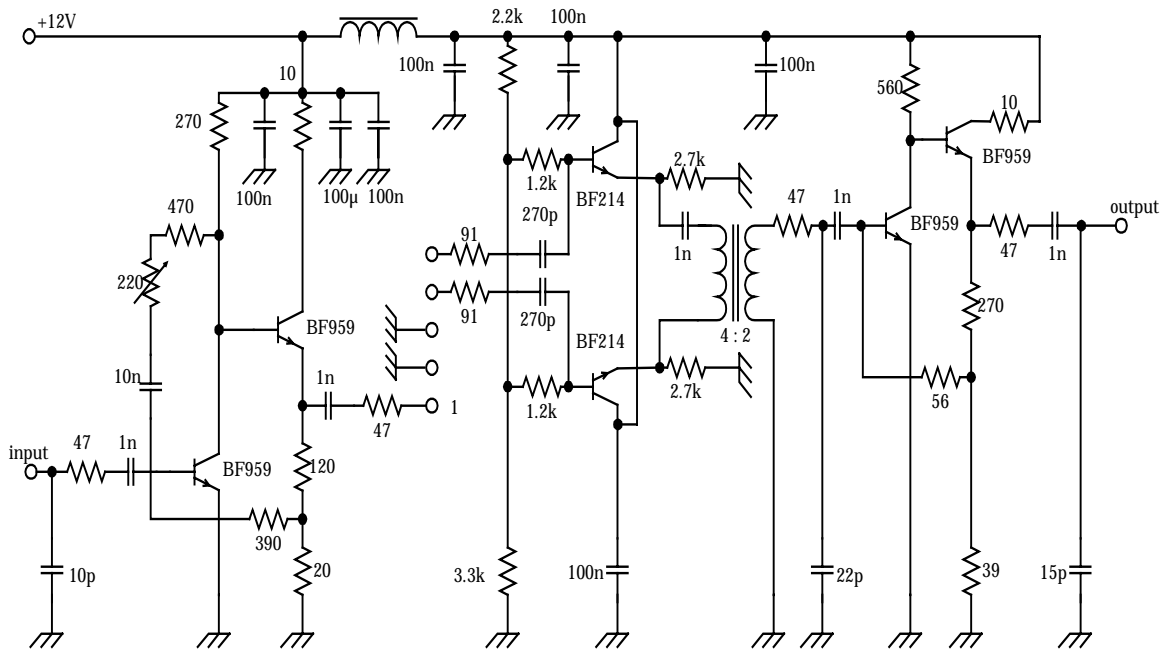 +12V
2.2k
100n
10
100n
100n
560
10
270
BF959
2.7k
1.2k
BF214
100n
100µ
100n
470
270p
47
1n
output
91
BF959
220
1n
47
1n
91
270p
270
BF959
BF214
4 : 2
10n
1n
2.7k
56
1.2k
47
1
input
47
1n
BF959
120
390
10p
20
3.3k
100n
22p
39
15p